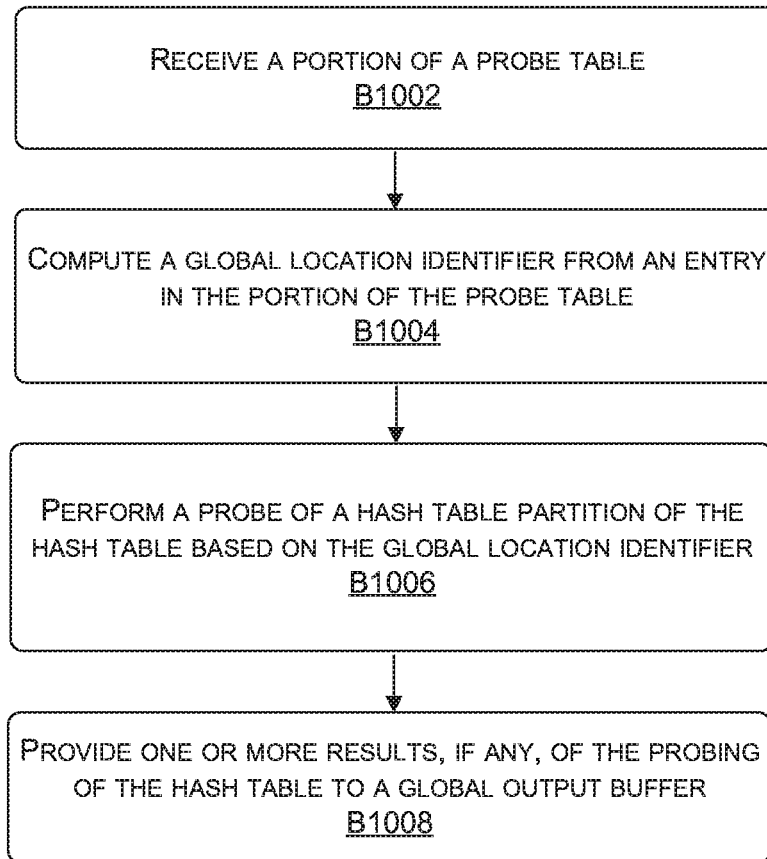 RECEIVE A PORTION OF A PROBE TABLE
B1002
COMPUTE A GLOBAL LOCATION IDENTIFIER FROM AN ENTRY
IN THE PORTION OF THE PROBE TABLE
B1004
PERFORM A PROBE OF A HASH TABLE PARTITION OF THE
HASH TABLE BASED ON THE GLOBAL LOCATION IDENTIFIER
B1006
PROVIDE ONE OR MORE RESULTS, IF ANY, OF THE PROBING
OF THE HASH TABLE TO A GLOBAL OUTPUT BUFFER
B1008